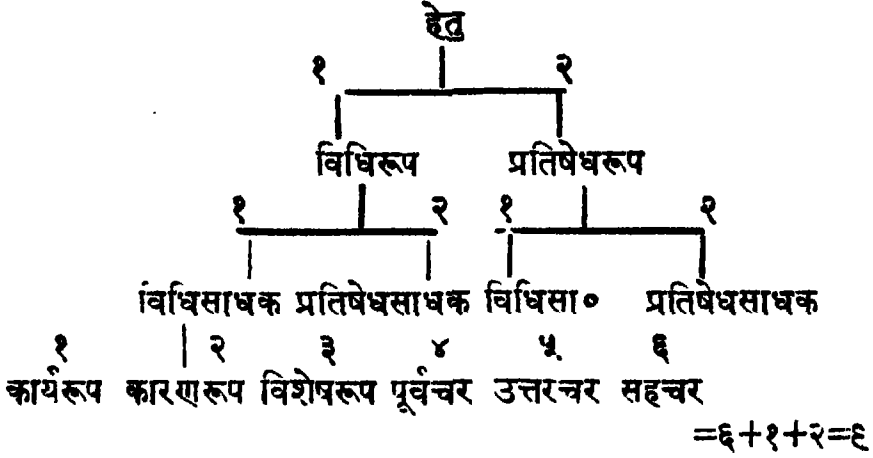 हेतु
१ २
विधिरूप प्रतिषेधरूप
१ २ १ २
विधिसाधक प्रतिषेधसाधक विधिसा० प्रतिषेधसाधक
१ २ ३ ४ ५ ६
कार्यरूप कारणरूप विशेषरूप पूर्वचर उत्तरचर सहचर
=६+१+२=९